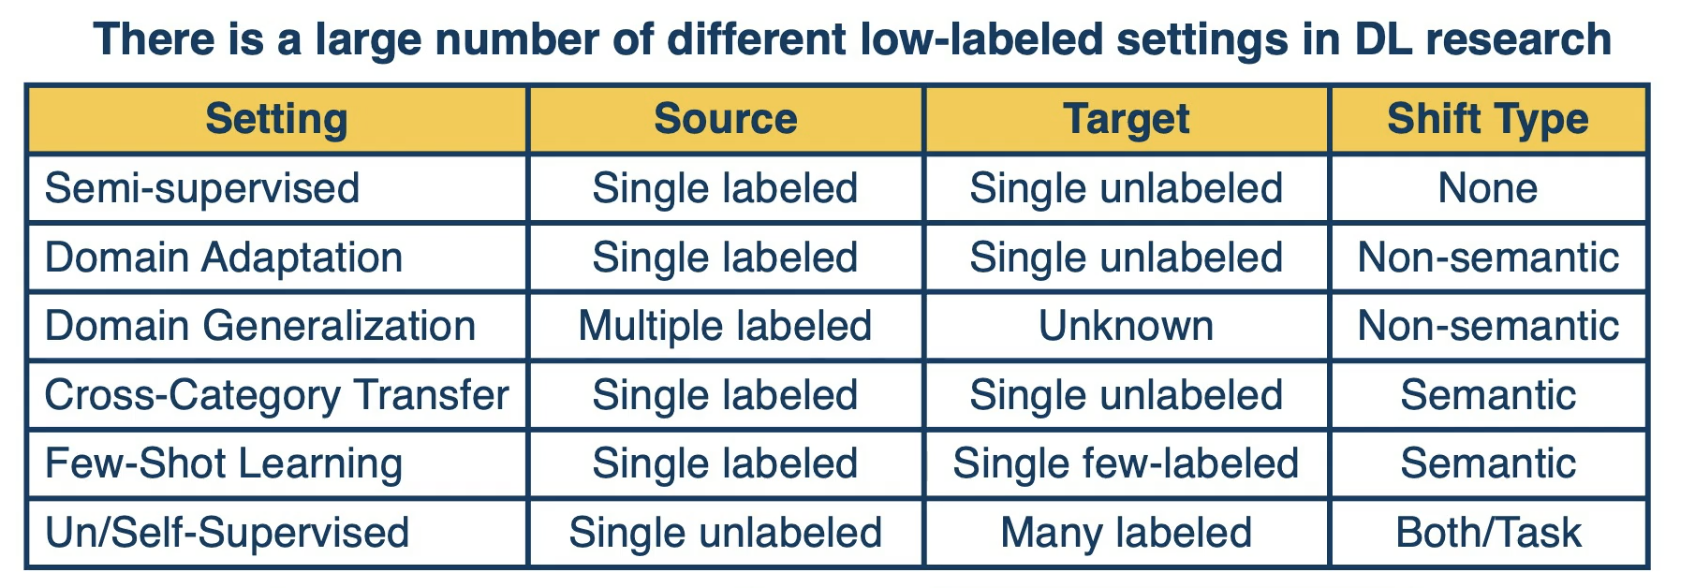 There is a large number of different low-labeled settings in DL research
Setting Source Target Shift Type
Semi-supervised Single labeled Single unlabeled None
Domain Adaptation Single labeled Single unlabeled Non-semantic
Domain Generalization Multiple labeled Unknown Non-semantic
Cross-Category Transfer Single labeled Single unlabeled Semantic
Few-Shot Learning Single labeled Single few-labeled Semantic
Un/Self-Supervised Single unlabeled Many labeled Both/Task